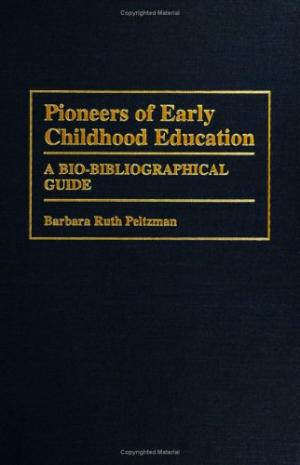 Copyrighted Material
Pioneers of Early
Childhood Education
A BIO-BIBLIOGRAPHICAL
GUIDE
Barbara Ruth Peltzman
Copyrighted Material